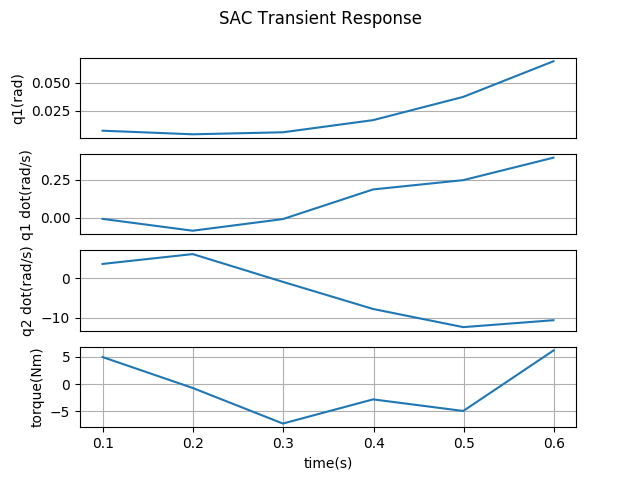 SAC Transient Response
q1(rad)
0.050
0.025
q1 dot(rad/s)
0.25
0.00
q2 dot(rad/s)
0
−10
torque(Nm)
5
0
−5
0.1 0.2 0.3 0.4 0.5 0.6
time(s)